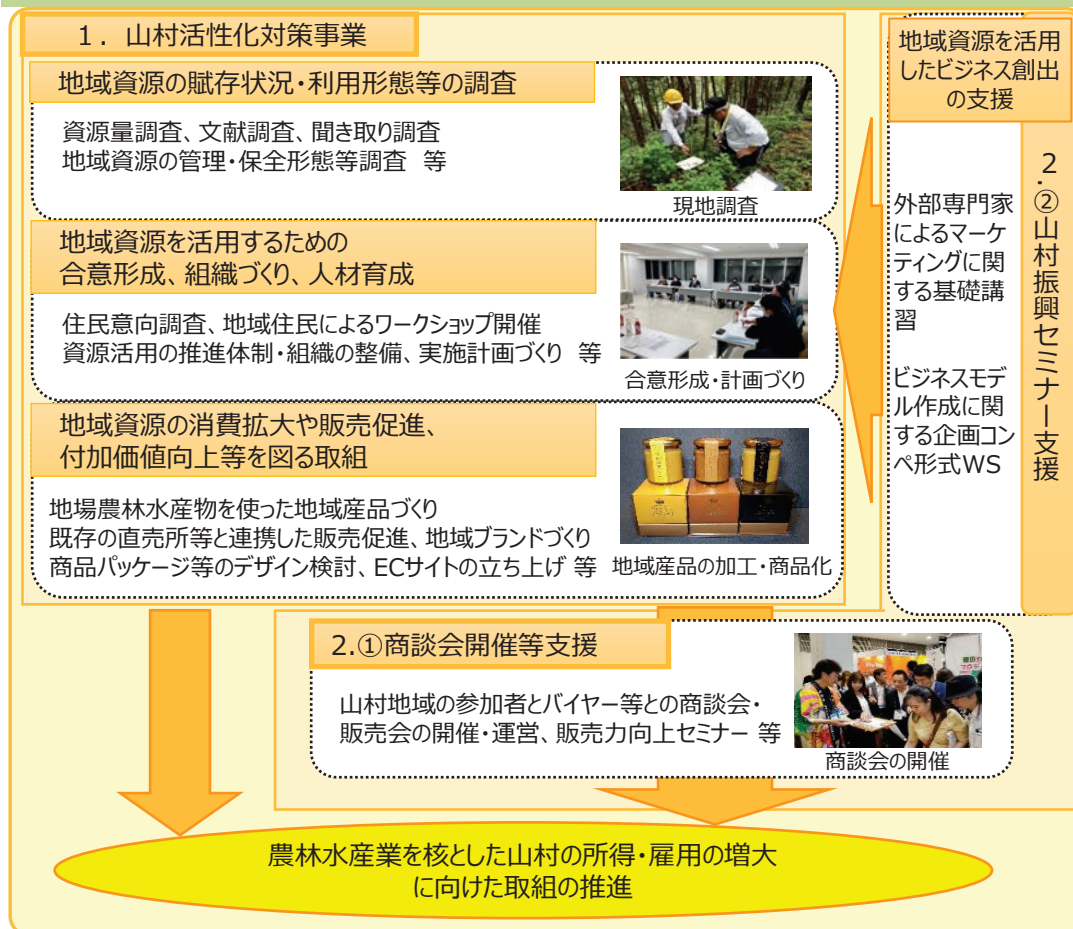 1．山村活性化対策事業
地域資源の賦存状況・利用形態等の調査
資源量調査、文献調査、聞き取り調査
地域資源の管理・保全形態等調査　等
現地調査
地域資源を活用するための
合意形成、組織づくり、人材育成
住民意向調査、地域住民によるワークショップ開催
資源活用の推進体制・組織の整備、実施計画づくり　等
合意形成・計画づくり
地域資源の消費拡大や販売促進、
付加価値向上等を図る取組
地場農林水産物を使った地域産品づくり
既存の直売所等と連携した販売促進、地域ブランドづくり
商品パッケージ等のデザイン検討、ECサイトの立ち上げ 等
地域産品の加工・商品化
地域資源を活用
したビジネス創出
の支援
外部専門家
によるマーケ
ティングに関
する基礎講
習
ビジネスモデ
ル作成に関
する企画コン
ペ形式WS
2.②山村振興セミナー支援
2.①商談会開催等支援
山村地域の参加者とバイヤー等との商談会・
販売会の開催・運営、販売力向上セミナー 等
商談会の開催
農林水産業を核とした山村の所得・雇用の増大
に向けた取組の推進